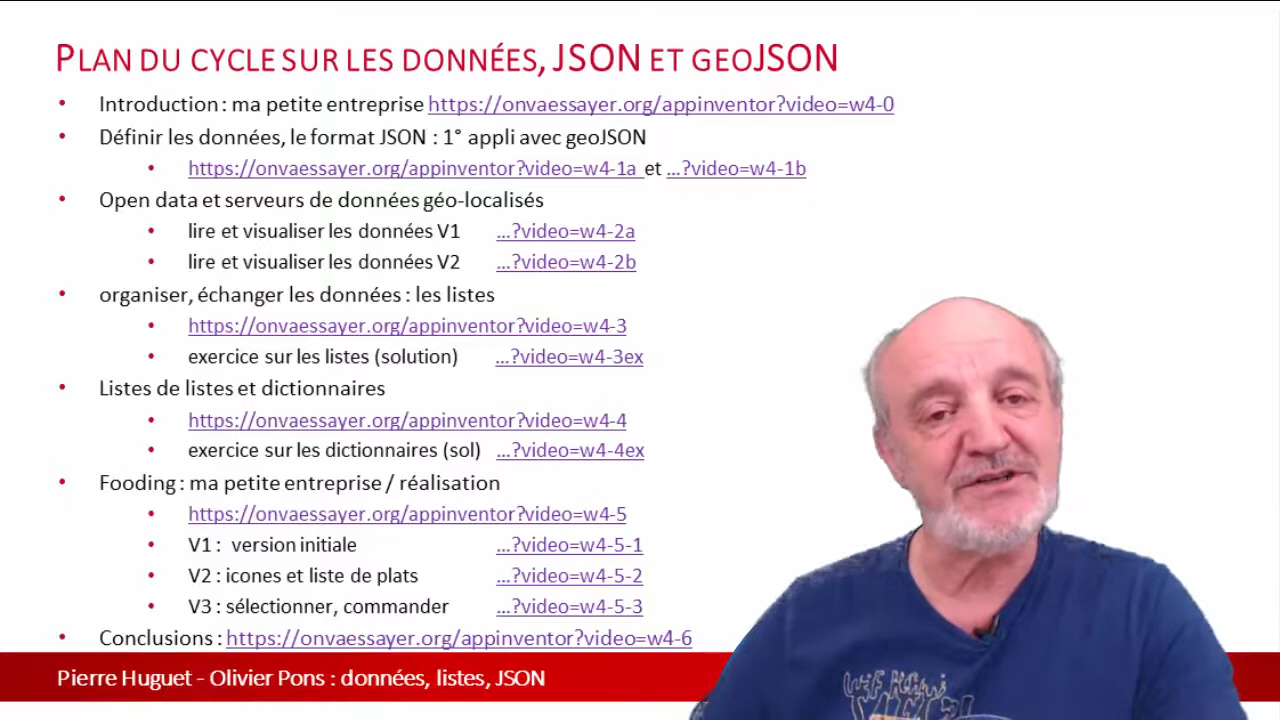 PLAN DU CYCLE SUR LES DONNÉES, JSON ET GEOJSON
• Introduction : ma petite entreprise https://onvaessayer.org/appinventor?video=w4-0
• Définir les données, le format JSON : 1° appli avec geoJSON
• https://onvaessayer.org/appinventor?video=w4-1a et ...?video=w4-1b
• Open data et serveurs de données géo-localisés
• lire et visualiser les données V1 ...?video=w4-2a
• lire et visualiser les données V2 ...?video=w4-2b
• organiser, échanger les données : les listes
• https://onvaessayer.org/appinventor?video=w4-3
• exercice sur les listes (solution) ...?video=w4-3ex
• Listes de listes et dictionnaires
• https://onvaessayer.org/appinventor?video=w4-4
• exercice sur les dictionnaires (sol) ...?video=w4-4ex
• Fooding : ma petite entreprise / réalisation
• https://onvaessayer.org/appinventor?video=w4-5
• V1 : version initiale ...?video=w4-5-1
• V2 : icones et liste de plats ...?video=w4-5-2
• V3 : sélectionner, commander ...?video=w4-5-3
• Conclusions : https://onvaessayer.org/appinventor?video=w4-6
Pierre Huguet - Olivier Pons : données, listes, JSON